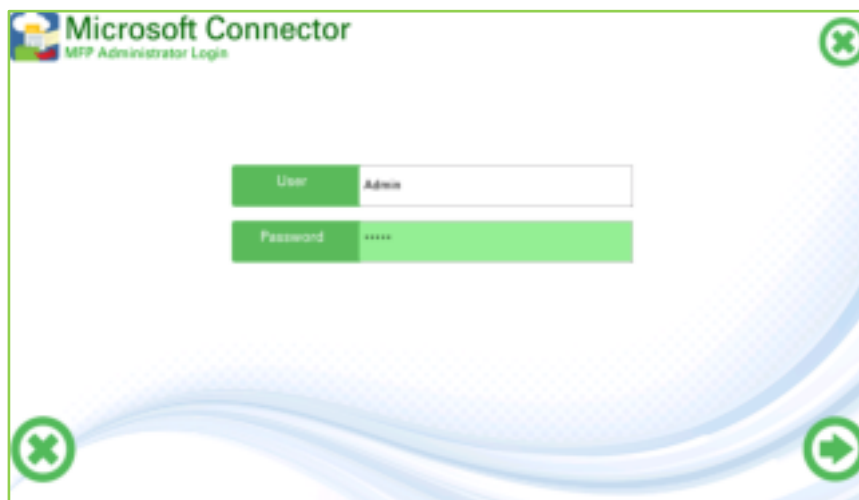 Microsoft Connector
MFP Administrator Login
User
Admin
Password
*****